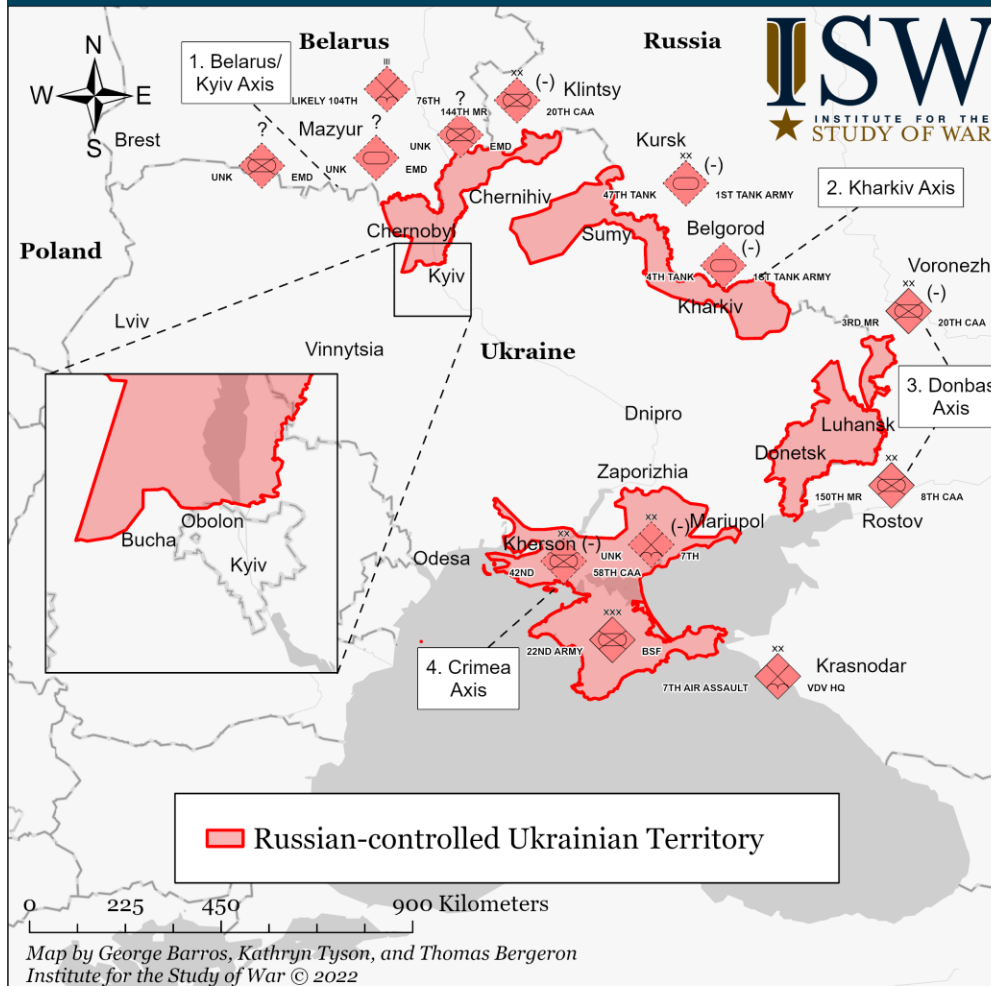 N
W E
S
Belarus
Russia
ISW
INSTITUTE FOR THE
STUDY OF WAR
1. Belarus/
Kyiv Axis
III
LIKELY 104TH 76TH
?
144TH MR EMD
XX
(-)
Klintsy
20TH CAA
Brest
?
UNK EMD
Mazyur
?
UNK EMD
UNK
Kursk
XX
(-)
47TH TANK 1ST TANK ARMY
2. Kharkiv Axis
Chernihiv
Chernobyl
Sumy
Belgorod
(-)
4TH TANK 1ST TANK ARMY
Poland
Kyiv
Kharkiv
Voronezh
XX
(-)
3RD MR 20TH CAA
Lviv
Vinnytsia
Ukraine
3. Donbas
Axis
Dnipro
Luhansk
Donetsk
XX
150TH MR 8TH CAA
Rostov
Zaporizhia
XX
(-)
Mariupol
UNK 7TH
Obolon
Bucha
Kyiv
Odesa
XX
Kherson (-)
42ND 58TH CAA
XXX
22ND ARMY BSF
4. Crimea
Axis
XX
Krasnodar
7TH AIR ASSAULT VDV HQ
Russian-controlled Ukrainian Territory
0 225 450 900 Kilometers
Map by George Barros, Kathryn Tyson, and Thomas Bergeron
Institute for the Study of War © 2022